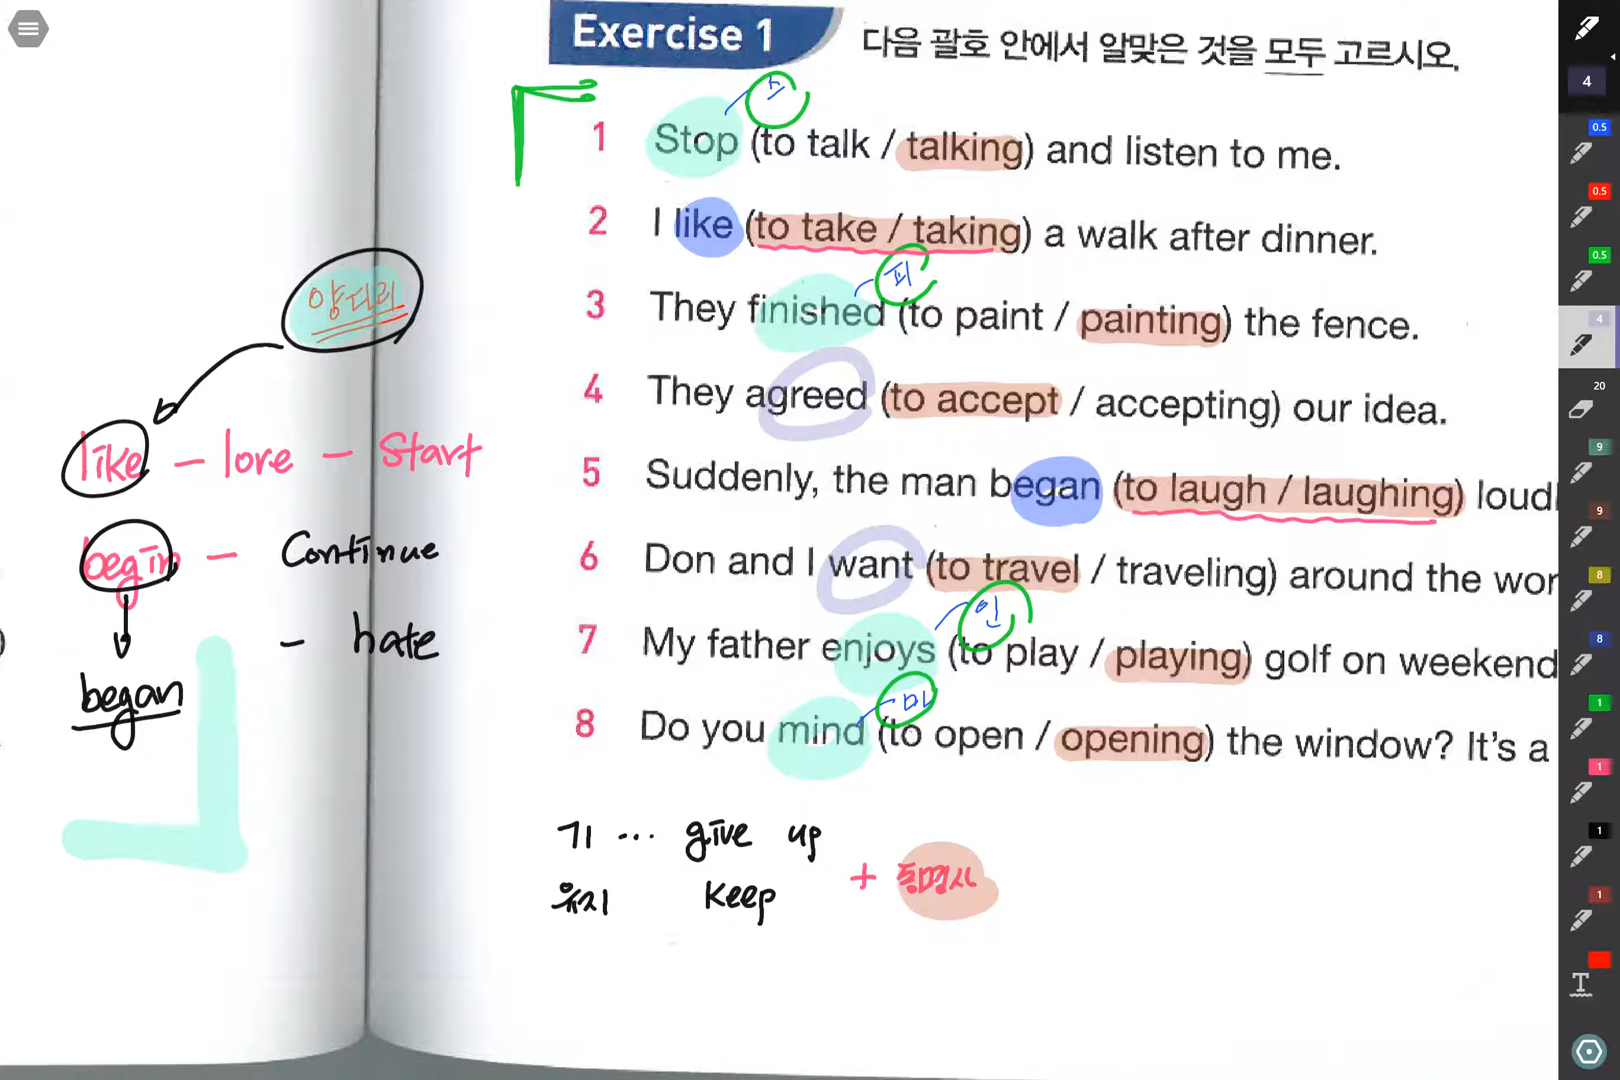 Exercise 1 다음 괄호 안에서 알맞은 것을 모두 고르시오.
스
1 Stop (to talk / talking) and listen to me.
2 I like (to take / taking) a walk after dinner.
피
3 They finished (to paint / painting) the fence.
4 They agreed (to accept / accepting) our idea.
5 Suddenly, the man began (to laugh / laughing) loudl
6 Don and I want (to travel / traveling) around the wor
인
7 My father enjoys (to play / playing) golf on weekend
미
8 Do you mind (to open / opening) the window? It's a
기 ... give up
유지 keep
+ 동명사
양다리
like - love - start
begin - Continue
- hate
began
4
0.5
0.5
0.5
4
20
9
9
8
8
1
1
1
1
T